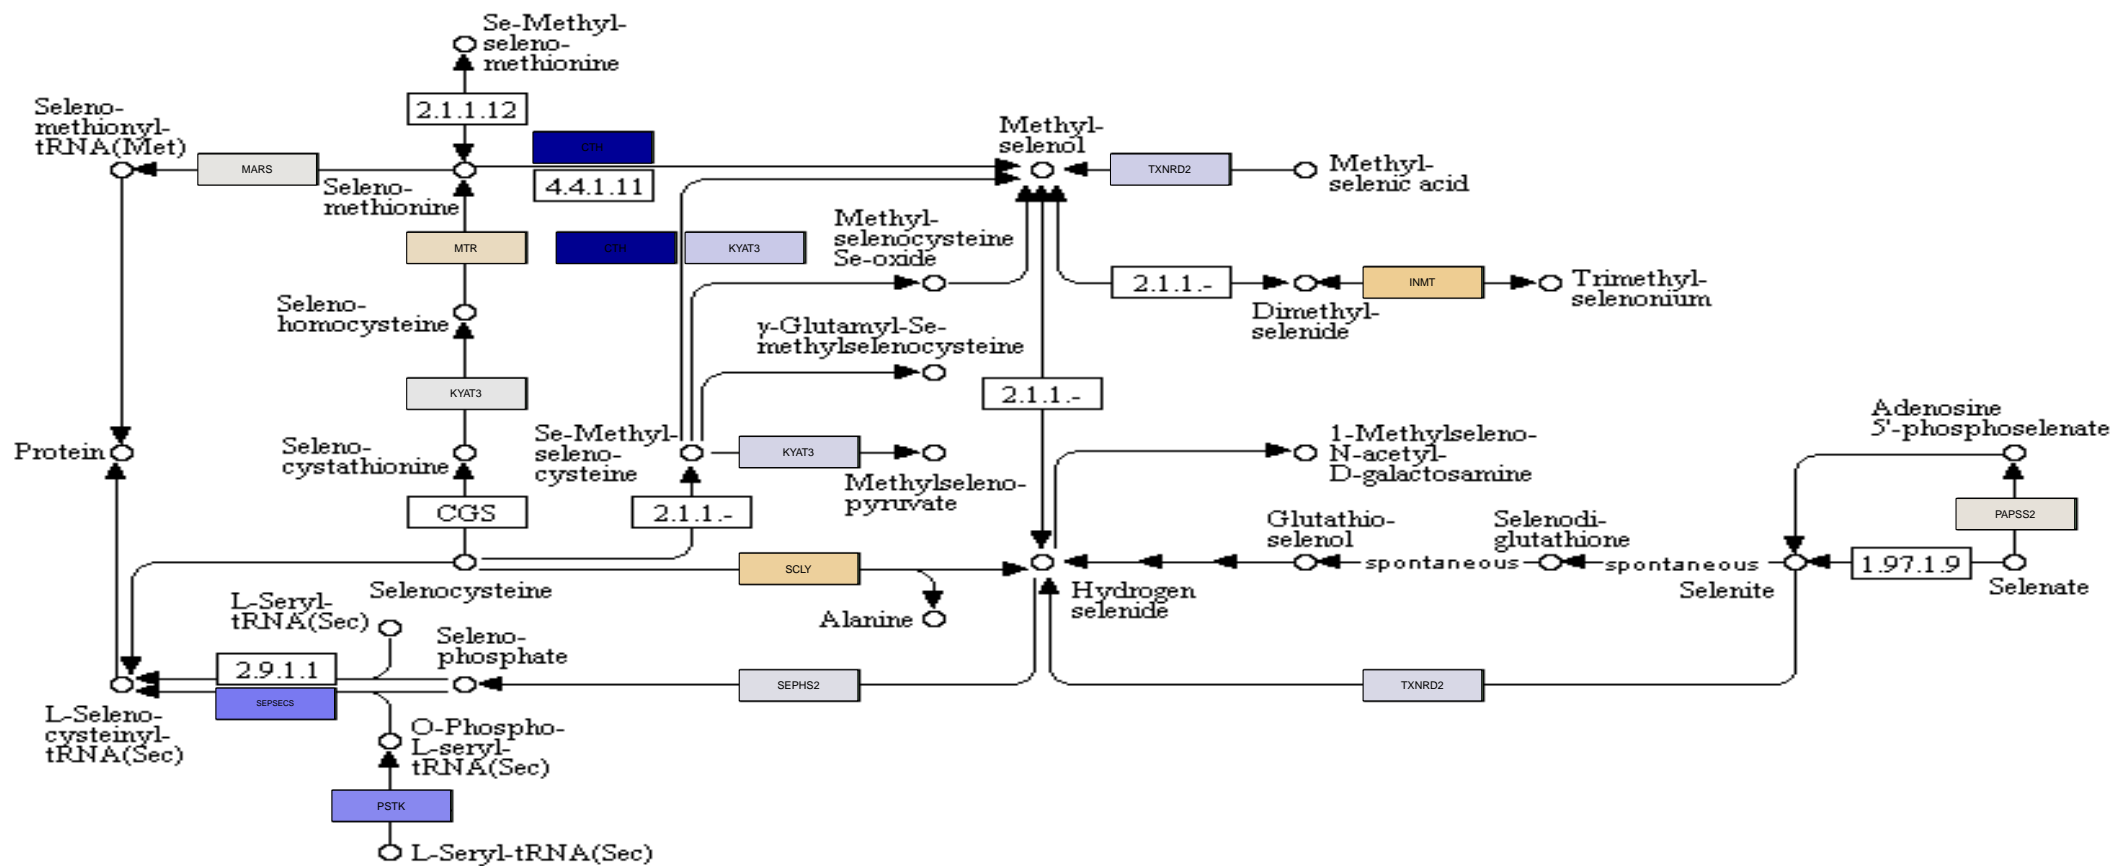 Se-Methyl-
seleno-
methionine
2.1.1.12
Seleno-
methionyl-
tRNA(Met)
MARS
CTH
4.4.1.11
Seleno-
methionine
Methyl-
selenol
TXNRD2
Methyl-
selenic acid
MTR
CTH
KYAT3
Methyl-
selenocysteine
Se-oxide
2.1.1.-
Dimethyl-
selenide
INMT
Trimethyl-
selenonium
Seleno-
homocysteine
γ-Glutamyl-Se-
methylselenocysteine
KYAT3
2.1.1.-
Protein
Seleno-
cystathionine
Se-Methyl-
seleno-
cysteine
KYAT3
Methylseleno-
pyruvate
1-Methylseleno-
N-acetyl-
D-galactosamine
Adenosine
5'-phosphoselenate
CGS
2.1.1.-
Glutathio-
selenol
Selenodi-
glutathione
PAPSS2
Selenocysteine
SCLY
Alanine
Hydrogen
selenide
spontaneous
spontaneous
Selenite
1.97.1.9
Selenate
L-Seryl-
tRNA(Sec)
Seleno-
phosphate
2.9.1.1
SEPSECS
SEPHS2
TXNRD2
L-Seleno-
cysteinyl-
tRNA(Sec)
O-Phospho-
L-seryl-
tRNA(Sec)
PSTK
L-Seryl-tRNA(Sec)